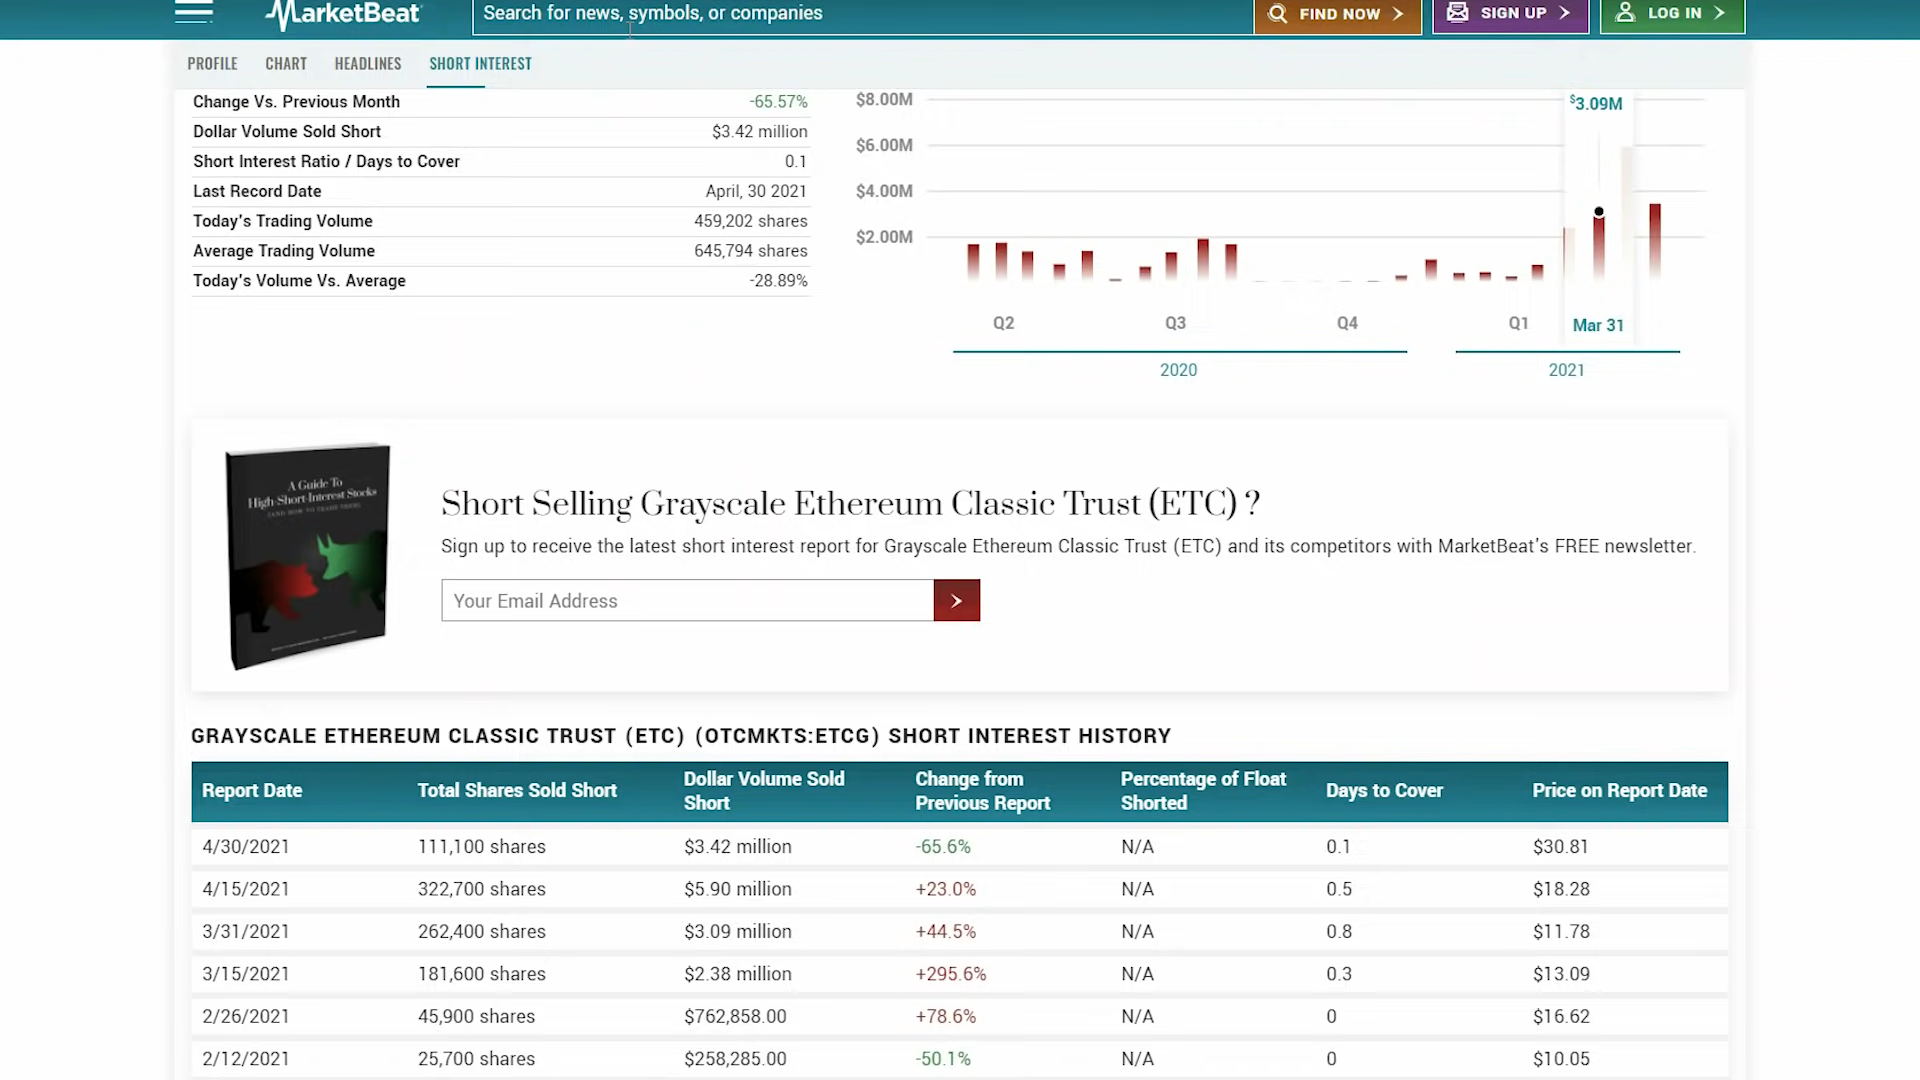 MarketBeat
Search for news, symbols, or companies
FIND NOW
SIGN UP
LOG IN
PROFILE CHART HEADLINES SHORT INTEREST
Change Vs. Previous Month -65.57%
Dollar Volume Sold Short $3.42 million
Short Interest Ratio / Days to Cover 0.1
Last Record Date April, 30 2021
Today's Trading Volume 459,202 shares
Average Trading Volume 645,794 shares
Today's Volume Vs. Average -28.89%
$8.00M
$3.09M
$6.00M
$4.00M
$2.00M
Q2 Q3 Q4 Q1 Mar 31
2020 2021
A Guide To
High-Short-Interest Stocks
(AND HOW TO TRADE THEM)
Short Selling Grayscale Ethereum Classic Trust (ETC) ?
Sign up to receive the latest short interest report for Grayscale Ethereum Classic Trust (ETC) and its competitors with MarketBeat's FREE newsletter.
Your Email Address
GRAYSCALE ETHEREUM CLASSIC TRUST (ETC) (OTCMKTS:ETCG) SHORT INTEREST HISTORY
Report Date Total Shares Sold Short Dollar Volume Sold Short Change from Previous Report Percentage of Float Shorted Days to Cover Price on Report Date
4/30/2021 111,100 shares $3.42 million -65.6% N/A 0.1 $30.81
4/15/2021 322,700 shares $5.90 million +23.0% N/A 0.5 $18.28
3/31/2021 262,400 shares $3.09 million +44.5% N/A 0.8 $11.78
3/15/2021 181,600 shares $2.38 million +295.6% N/A 0.3 $13.09
2/26/2021 45,900 shares $762,858.00 +78.6% N/A 0 $16.62
2/12/2021 25,700 shares $258,285.00 -50.1% N/A 0 $10.05